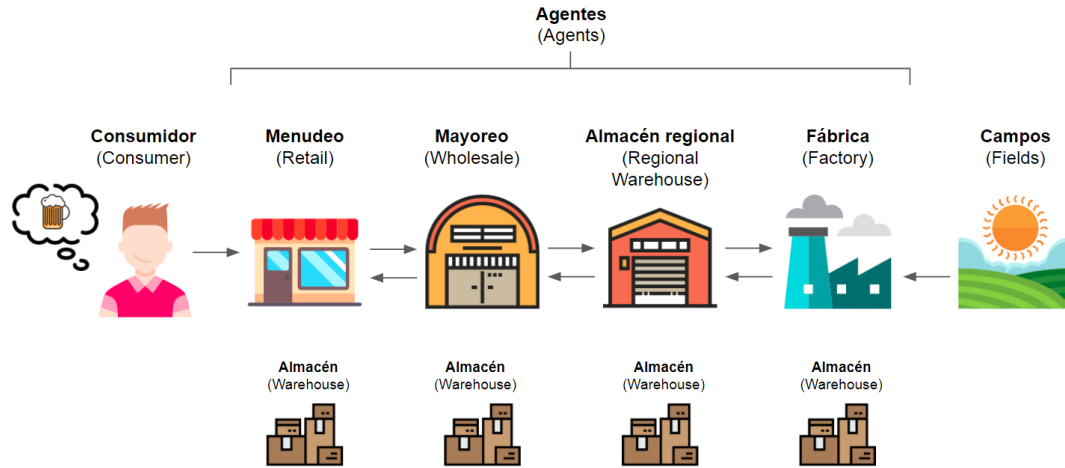 Agentes
(Agents)
Consumidor
(Consumer)
Menudeo
(Retail)
Mayoreo
(Wholesale)
Almacén regional
(Regional
Warehouse)
Fábrica
(Factory)
Campos
(Fields)
Almacén
(Warehouse)
Almacén
(Warehouse)
Almacén
(Warehouse)
Almacén
(Warehouse)